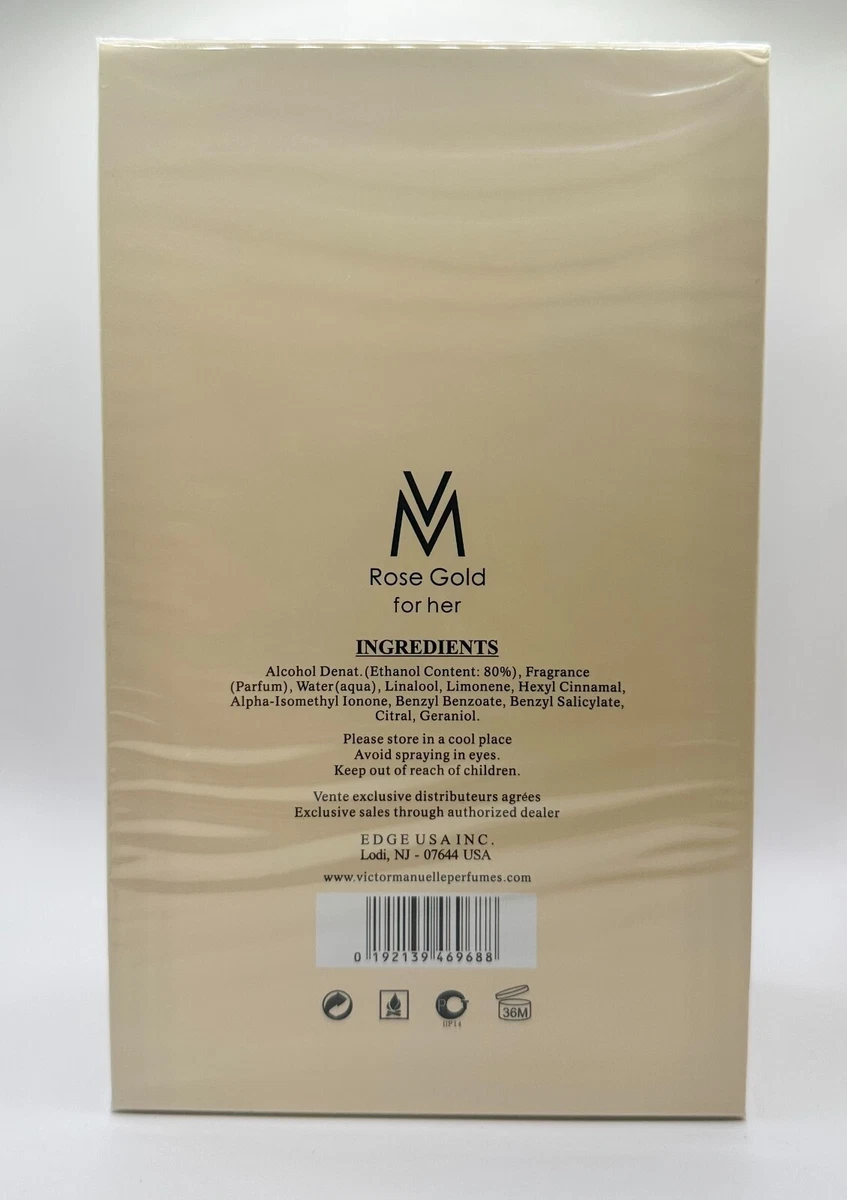 VM
Rose Gold
for her
INGREDIENTS
Alcohol Denat.(Ethanol Content: 80%), Fragrance
(Parfum), Water(aqua), Linalool, Limonene, Hexyl Cinnamal,
Alpha-Isomethyl Ionone, Benzyl Benzoate, Benzyl Salicylate,
Citral, Geraniol.
Please store in a cool place
Avoid spraying in eyes.
Keep out of reach of children.
Vente exclusive distributeurs agrées
Exclusive sales through authorized dealer
EDGE USA INC.
Lodi, NJ - 07644 USA
www.victormanuelleperfumes.com
0 192139 469688
36M